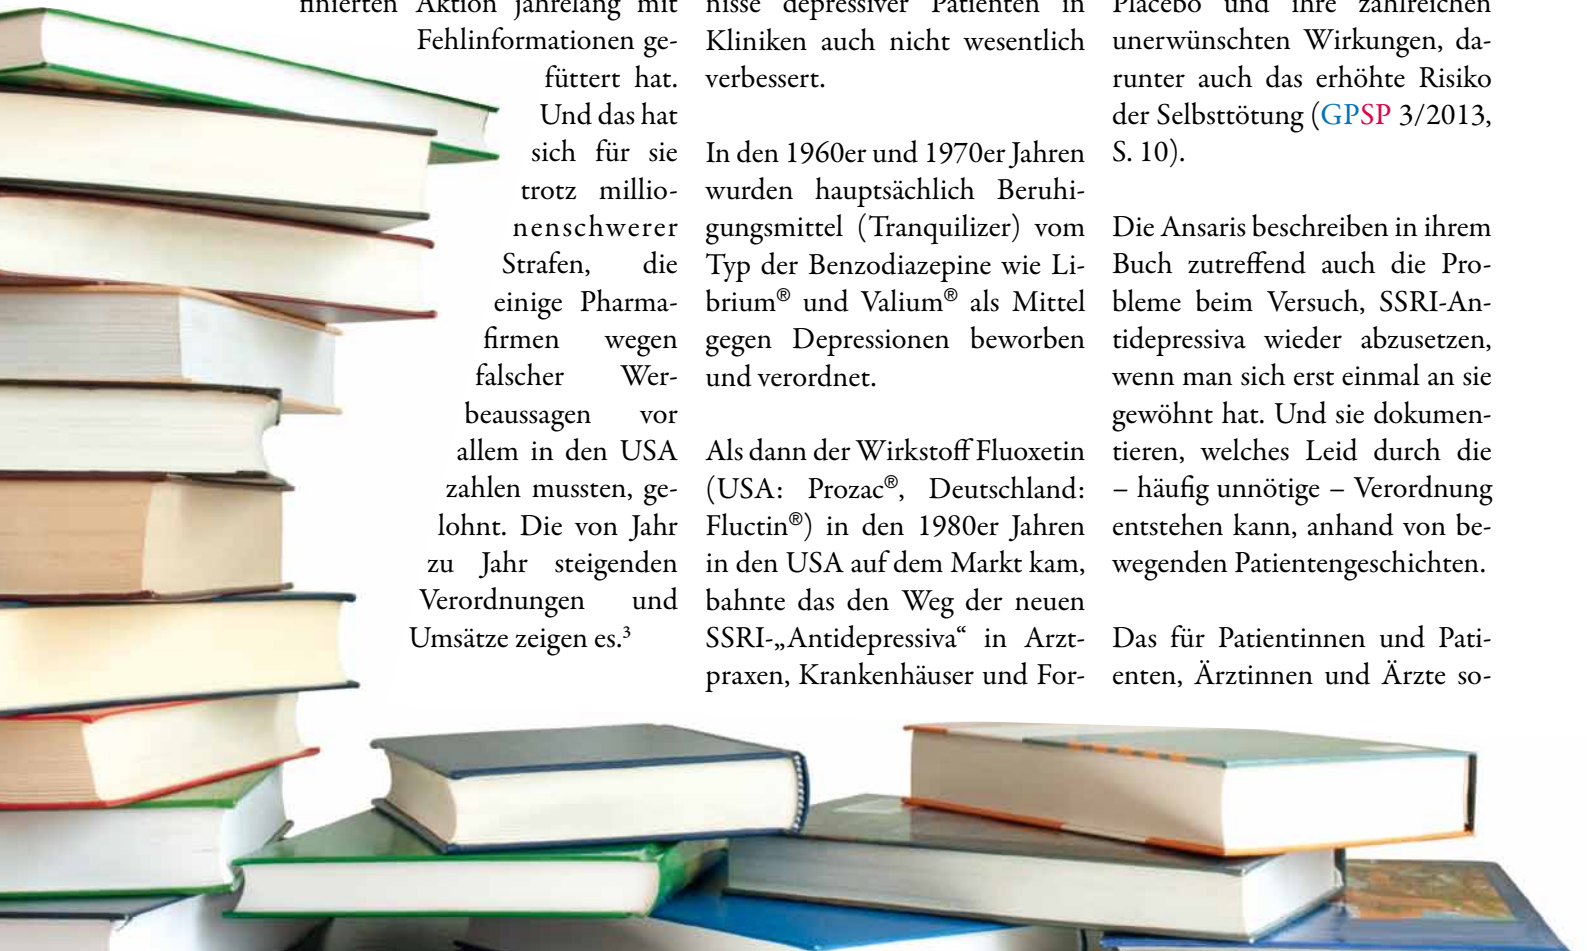 finierten Aktion jahrelang mit
Fehlinformationen ge-
füttert hat.
Und das hat
sich für sie
trotz millio-
nenschwerer
Strafen, die
einige Pharma-
firmen wegen
falscher Wer-
beaussagen vor
allem in den USA
zahlen mussten, ge-
lohnt. Die von Jahr
zu Jahr steigenden
Verordnungen und
Umsätze zeigen es.³
nisse depressiver Patienten in
Kliniken auch nicht wesentlich
verbessert.
In den 1960er und 1970er Jahren
wurden hauptsächlich Beruhi-
gungsmittel (Tranquilizer) vom
Typ der Benzodiazepine wie Li-
brium® und Valium® als Mittel
gegen Depressionen beworben
und verordnet.
Als dann der Wirkstoff Fluoxetin
(USA: Prozac®, Deutschland:
Fluctin®) in den 1980er Jahren
in den USA auf dem Markt kam,
bahnte das den Weg der neuen
SSRI-„Antidepressiva“ in Arzt-
praxen, Krankenhäuser und For-
Placebo und ihre zahlreichen
unerwünschten Wirkungen, da-
runter auch das erhöhte Risiko
der Selbsttötung (GPSP 3/2013,
S. 10).
Die Ansaris beschreiben in ihrem
Buch zutreffend auch die Pro-
bleme beim Versuch, SSRI-An-
tidepressiva wieder abzusetzen,
wenn man sich erst einmal an sie
gewöhnt hat. Und sie dokumen-
tieren, welches Leid durch die
– häufig unnötige – Verordnung
entstehen kann, anhand von be-
wegenden Patientengeschichten.
Das für Patientinnen und Pati-
enten, Ärztinnen und Ärzte so-